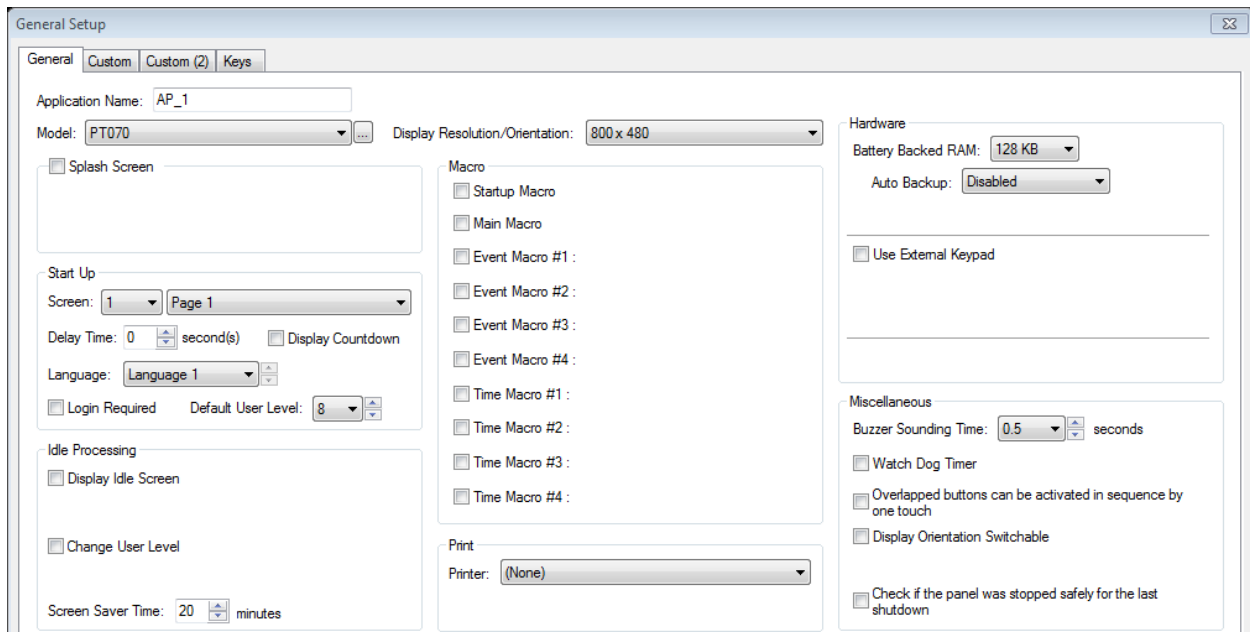 General Setup
General Custom Custom (2) Keys
Application Name: AP_1
Model: PT070 ... Display Resolution/Orientation: 800 x 480
Splash Screen
Start Up
Screen: 1 Page 1
Delay Time: 0 second(s) Display Countdown
Language: Language 1
Login Required Default User Level: 8
Idle Processing
Display Idle Screen
Change User Level
Screen Saver Time: 20 minutes
Macro
Startup Macro
Main Macro
Event Macro #1 :
Event Macro #2 :
Event Macro #3 :
Event Macro #4 :
Time Macro #1 :
Time Macro #2 :
Time Macro #3 :
Time Macro #4 :
Print
Printer: (None)
Hardware
Battery Backed RAM: 128 KB
Auto Backup: Disabled
Use External Keypad
Miscellaneous
Buzzer Sounding Time: 0.5 seconds
Watch Dog Timer
Overlapped buttons can be activated in sequence by
one touch
Display Orientation Switchable
Check if the panel was stopped safely for the last
shutdown